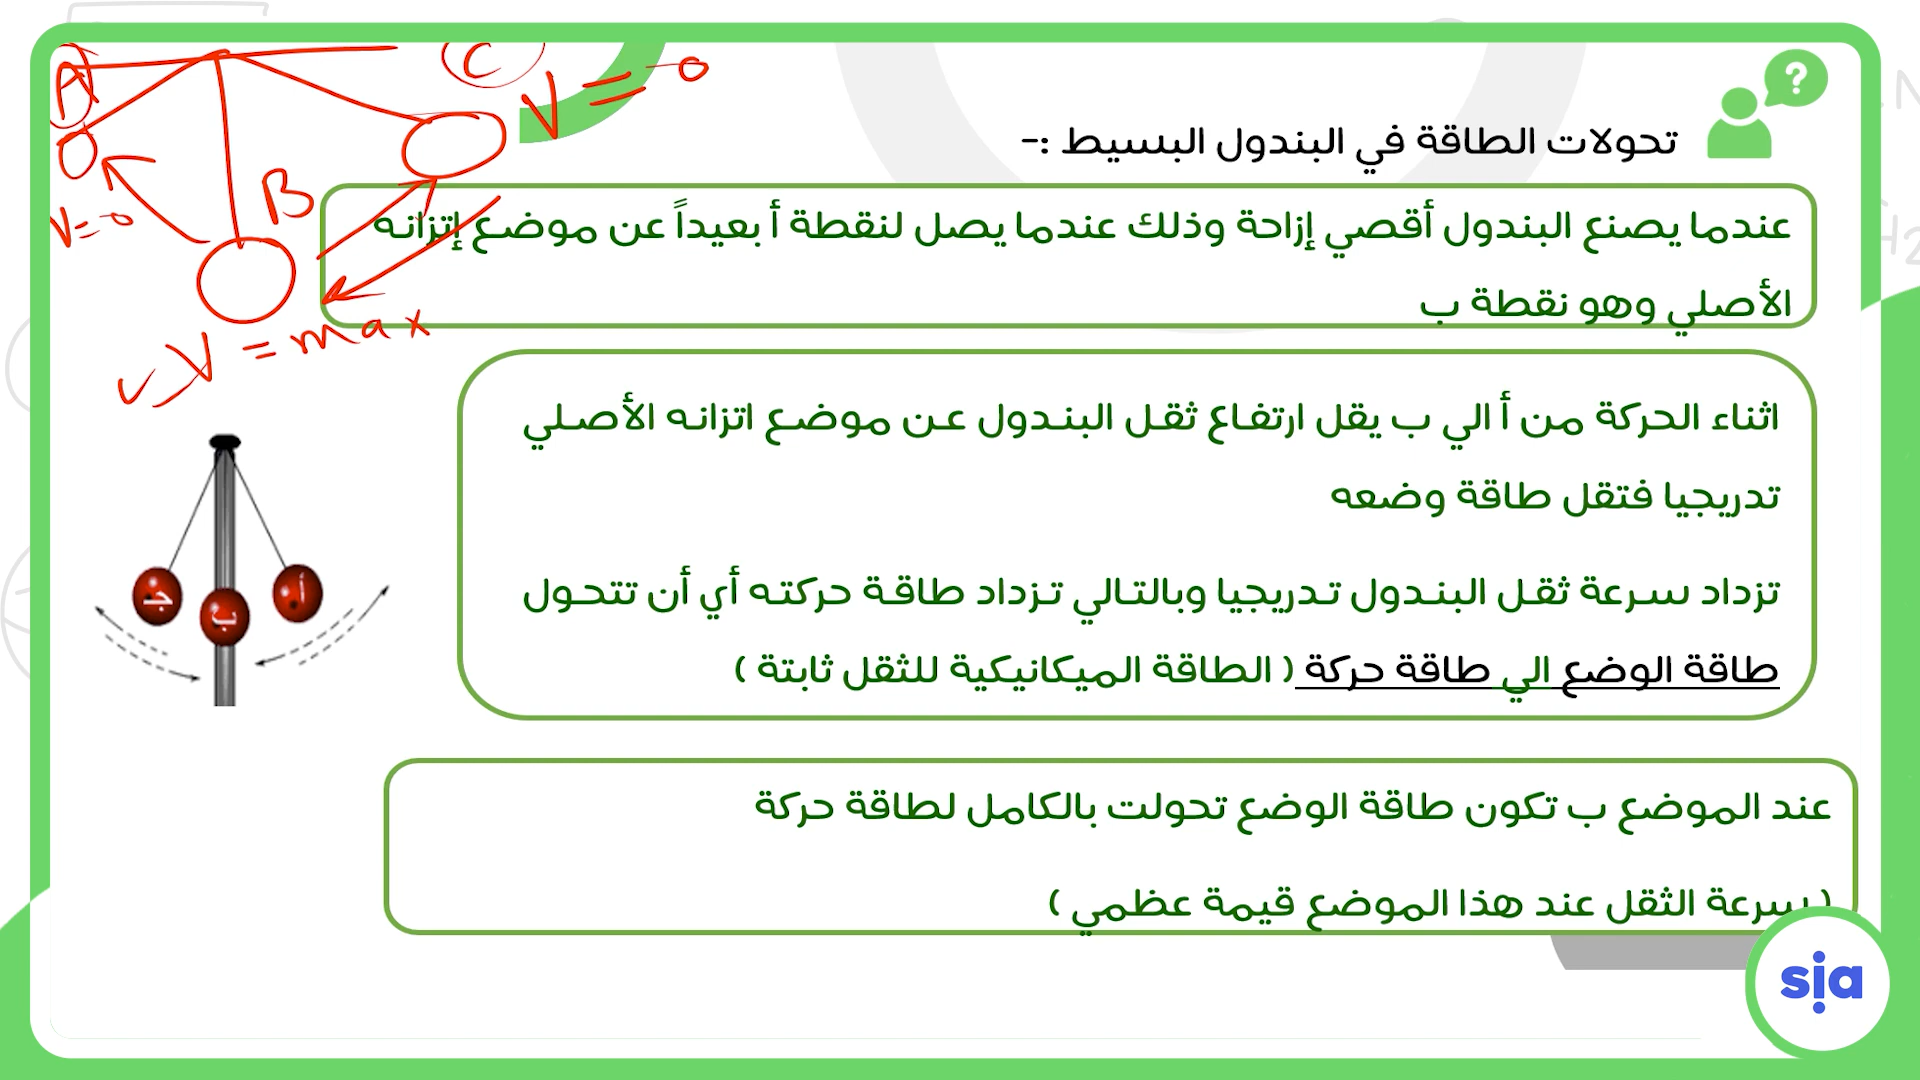 تحولات الطاقة في البندول البسيط :-
عندما يصنع البندول أقصي إزاحة وذلك عندما يصل لنقطة أ بعيداً عن موضع إتزانه
الأصلي وهو نقطة ب
اثناء الحركة من أ الي ب يقل ارتفاع ثقل البندول عن موضع اتزانه الأصلي
تدريجيا فتقل طاقة وضعه
تزداد سرعة ثقل البندول تدريجيا وبالتالي تزداد طاقة حركته أي أن تتحول
طاقة الوضع الي طاقة حركة ( الطاقة الميكانيكية للثقل ثابتة )
عند الموضع ب تكون طاقة الوضع تحولت بالكامل لطاقة حركة
( سرعة الثقل عند هذا الموضع قيمة عظمي )
A
C
V = 0
B
V = 0
V = max
أ
ب
جـ
?
sia